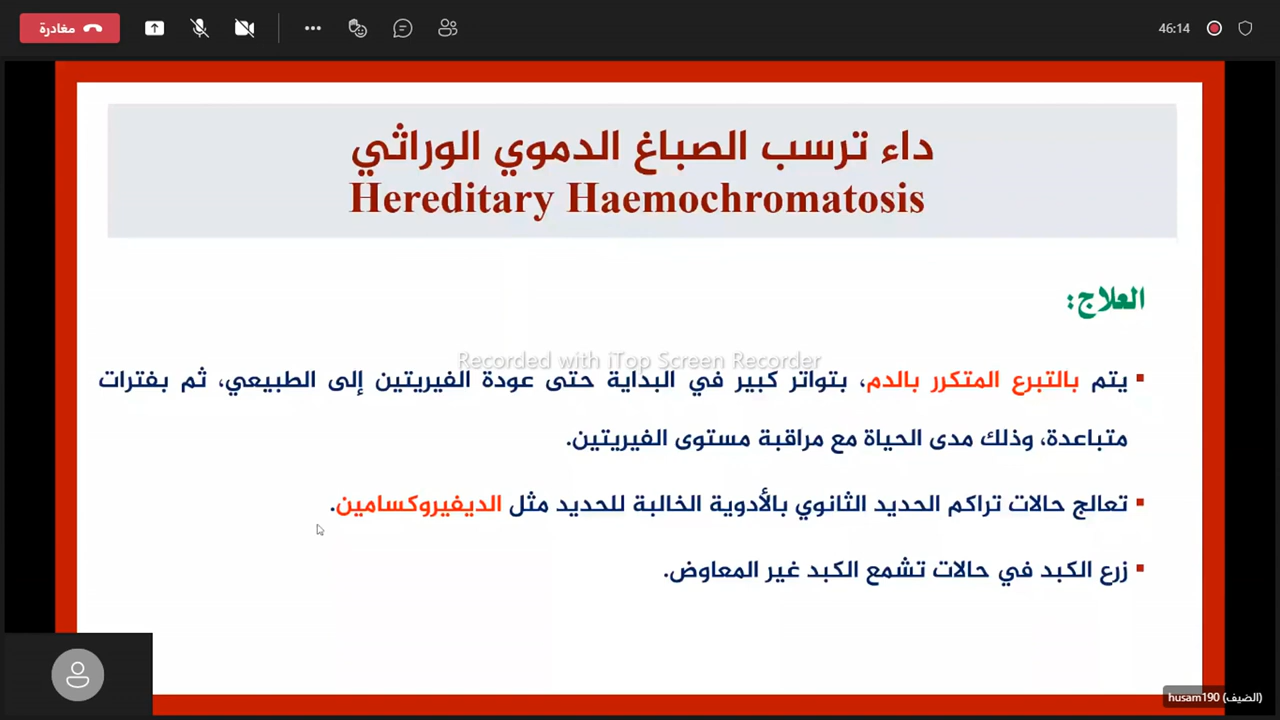 مغادرة
46:14
داء ترسب الصباغ الدموي الوراثي
Hereditary Haemochromatosis
العلاج:
Recorded with iTop Screen Recorder
يتم بالتبرع المتكرر بالدم، بتواتر كبير في البداية حتى عودة الفيريتين إلى الطبيعي، ثم بفترات
متباعدة، وذلك مدى الحياة مع مراقبة مستوى الفيريتين.
تعالج حالات تراكم الحديد الثانوي بالأدوية الخالبة للحديد مثل الديفيروكسامين.
زرع الكبد في حالات تشمع الكبد غير المعاوض.
husam190 (الضيف)